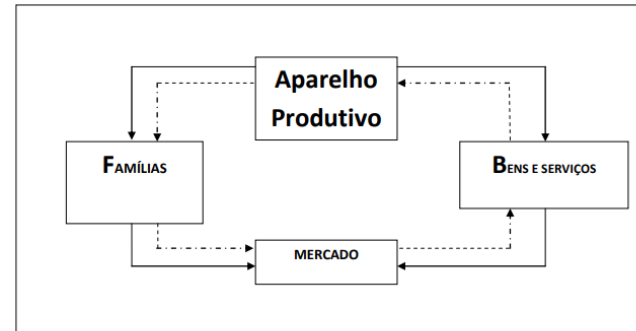 Aparelho
Produtivo
FAMÍLIAS
BENS E SERVIÇOS
MERCADO